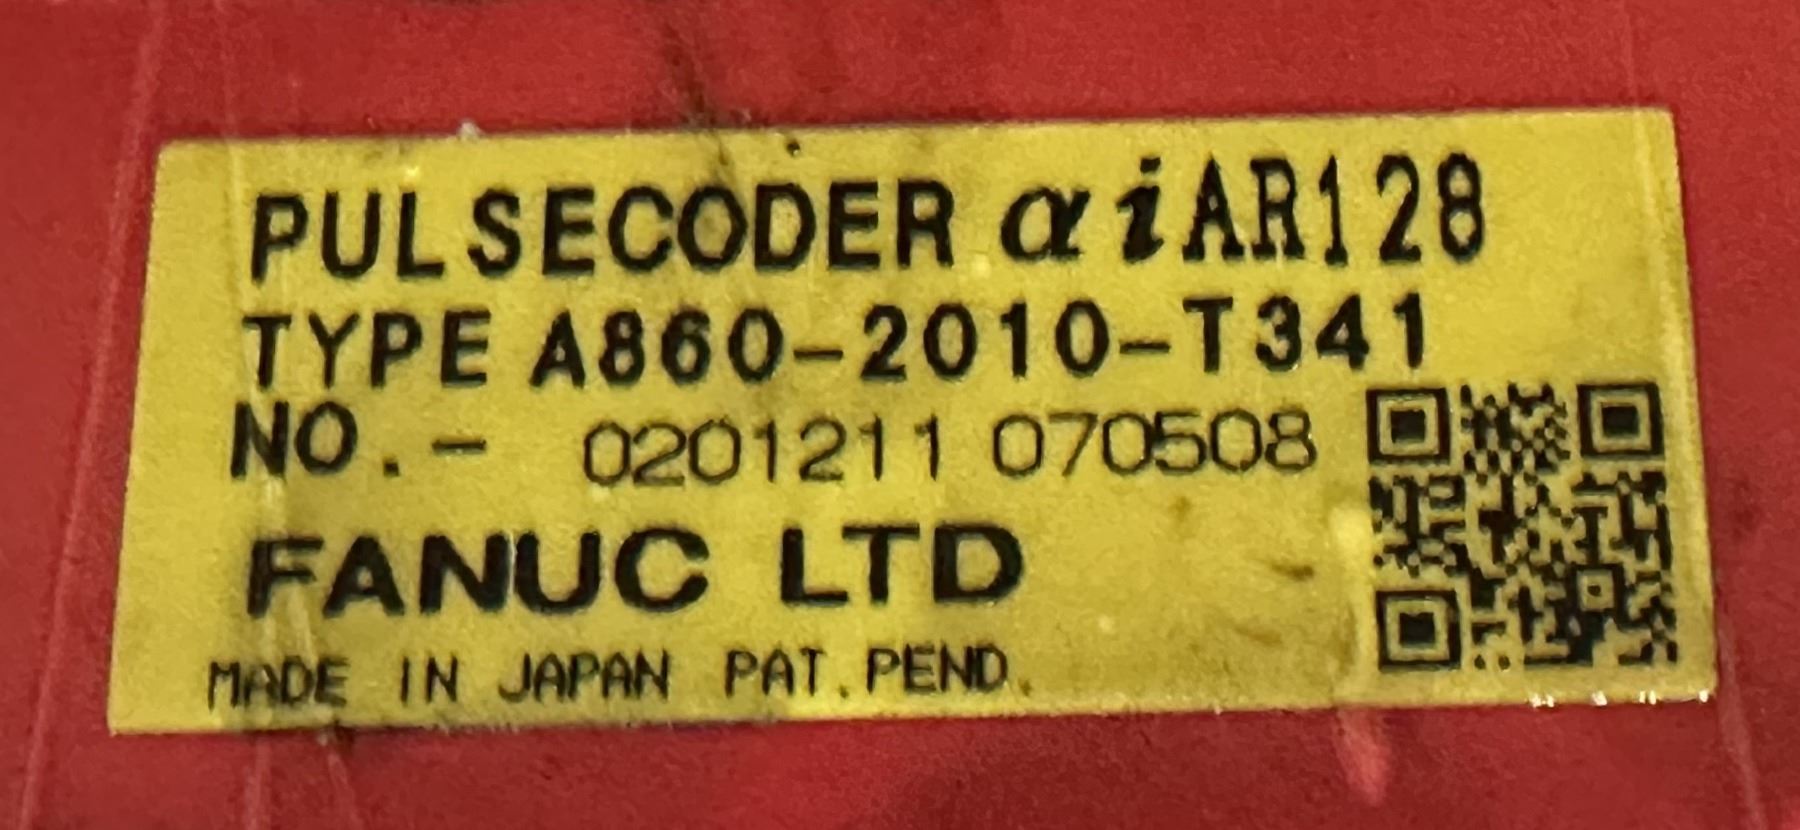 PULSECODER αiAR128
TYPE A860-2010-T341
NO.- 0201211 070508
FANUC LTD
MADE IN JAPAN PAT.PEND.